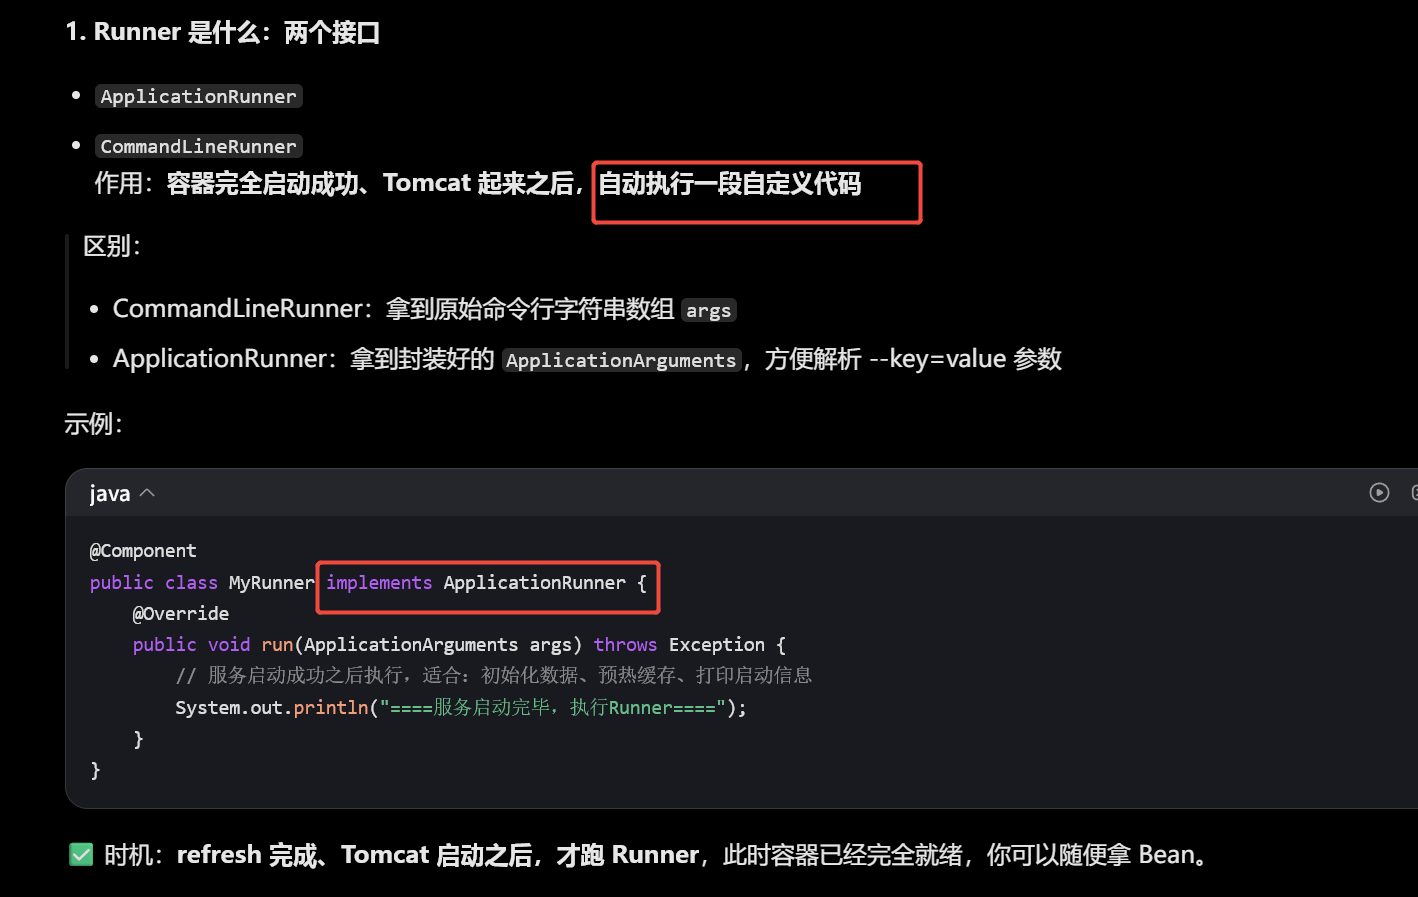 1. Runner 是什么：两个接口
• ApplicationRunner
• CommandLineRunner
作用：容器完全启动成功、Tomcat 起来之后，自动执行一段自定义代码
区别：
• CommandLineRunner：拿到原始命令行字符串数组 args
• ApplicationRunner：拿到封装好的 ApplicationArguments，方便解析 --key=value 参数
示例：
java
@Component
public class MyRunner implements ApplicationRunner {
    @Override
    public void run(ApplicationArguments args) throws Exception {
        // 服务启动成功之后执行，适合：初始化数据、预热缓存、打印启动信息
        System.out.println("====服务启动完毕，执行Runner====");
    }
}
✅ 时机：refresh 完成、Tomcat 启动之后，才跑 Runner，此时容器已经完全就绪，你可以随便拿 Bean。